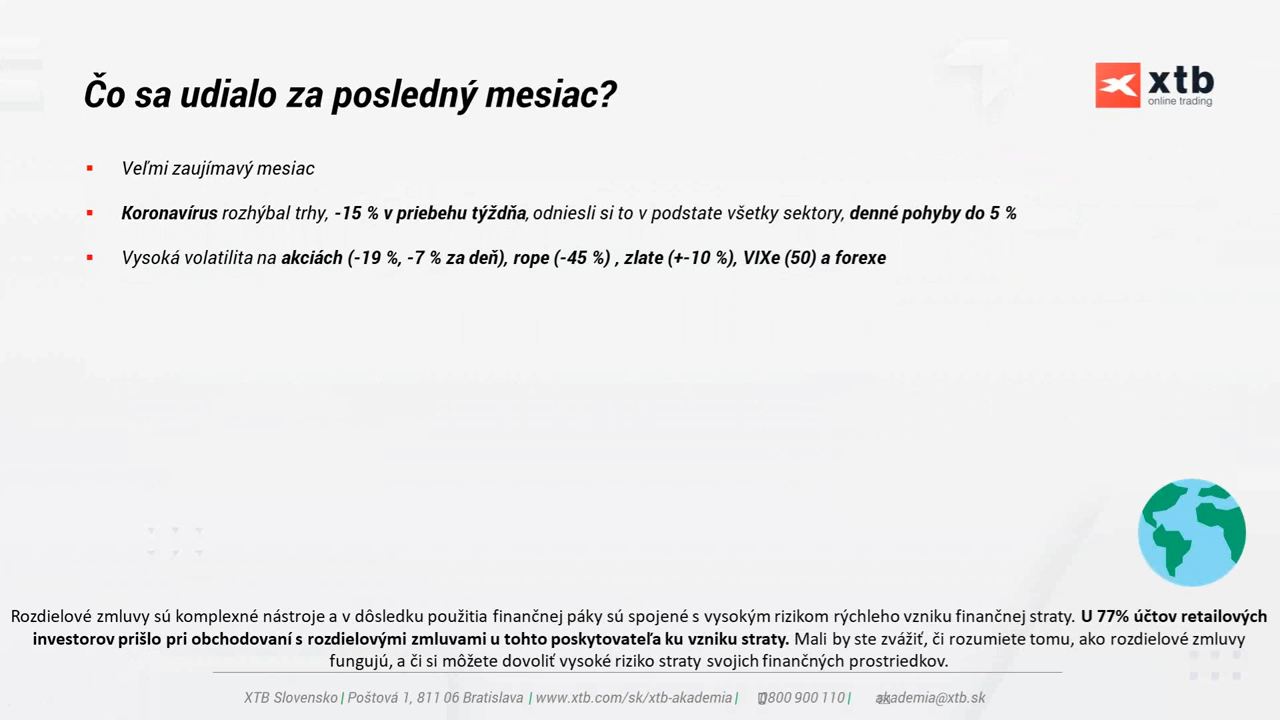 Čo sa udialo za posledný mesiac?
xtb
online trading
Veľmi zaujímavý mesiac
Koronavírus rozhýbal trhy, -15 % v priebehu týždňa, odniesli si to v podstate všetky sektory, denné pohyby do 5 %
Vysoká volatilita na akciách (-19 %, -7 % za deň), rope (-45 %) , zlate (+-10 %), VIXe (50) a forexe
Rozdielové zmluvy sú komplexné nástroje a v dôsledku použitia finančnej páky sú spojené s vysokým rizikom rýchleho vzniku finančnej straty. U 77% účtov retailových
investorov prišlo pri obchodovaní s rozdielovými zmluvami u tohto poskytovateľa ku vzniku straty. Mali by ste zvážiť, či rozumiete tomu, ako rozdielové zmluvy
fungujú, a či si môžete dovoliť vysoké riziko straty svojich finančných prostriedkov.
XTB Slovensko | Poštová 1, 811 06 Bratislava | www.xtb.com/sk/xtb-akademia | 0800 900 110 | akademia@xtb.sk